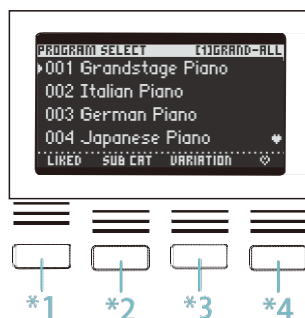 PROGRAM SELECT [1]GRAND-ALL
▸001 Grandstage Piano
002 Italian Piano
003 German Piano
004 Japanese Piano ♥
LIKED SUB CAT VARIATION ♡
*1 *2 *3 *4